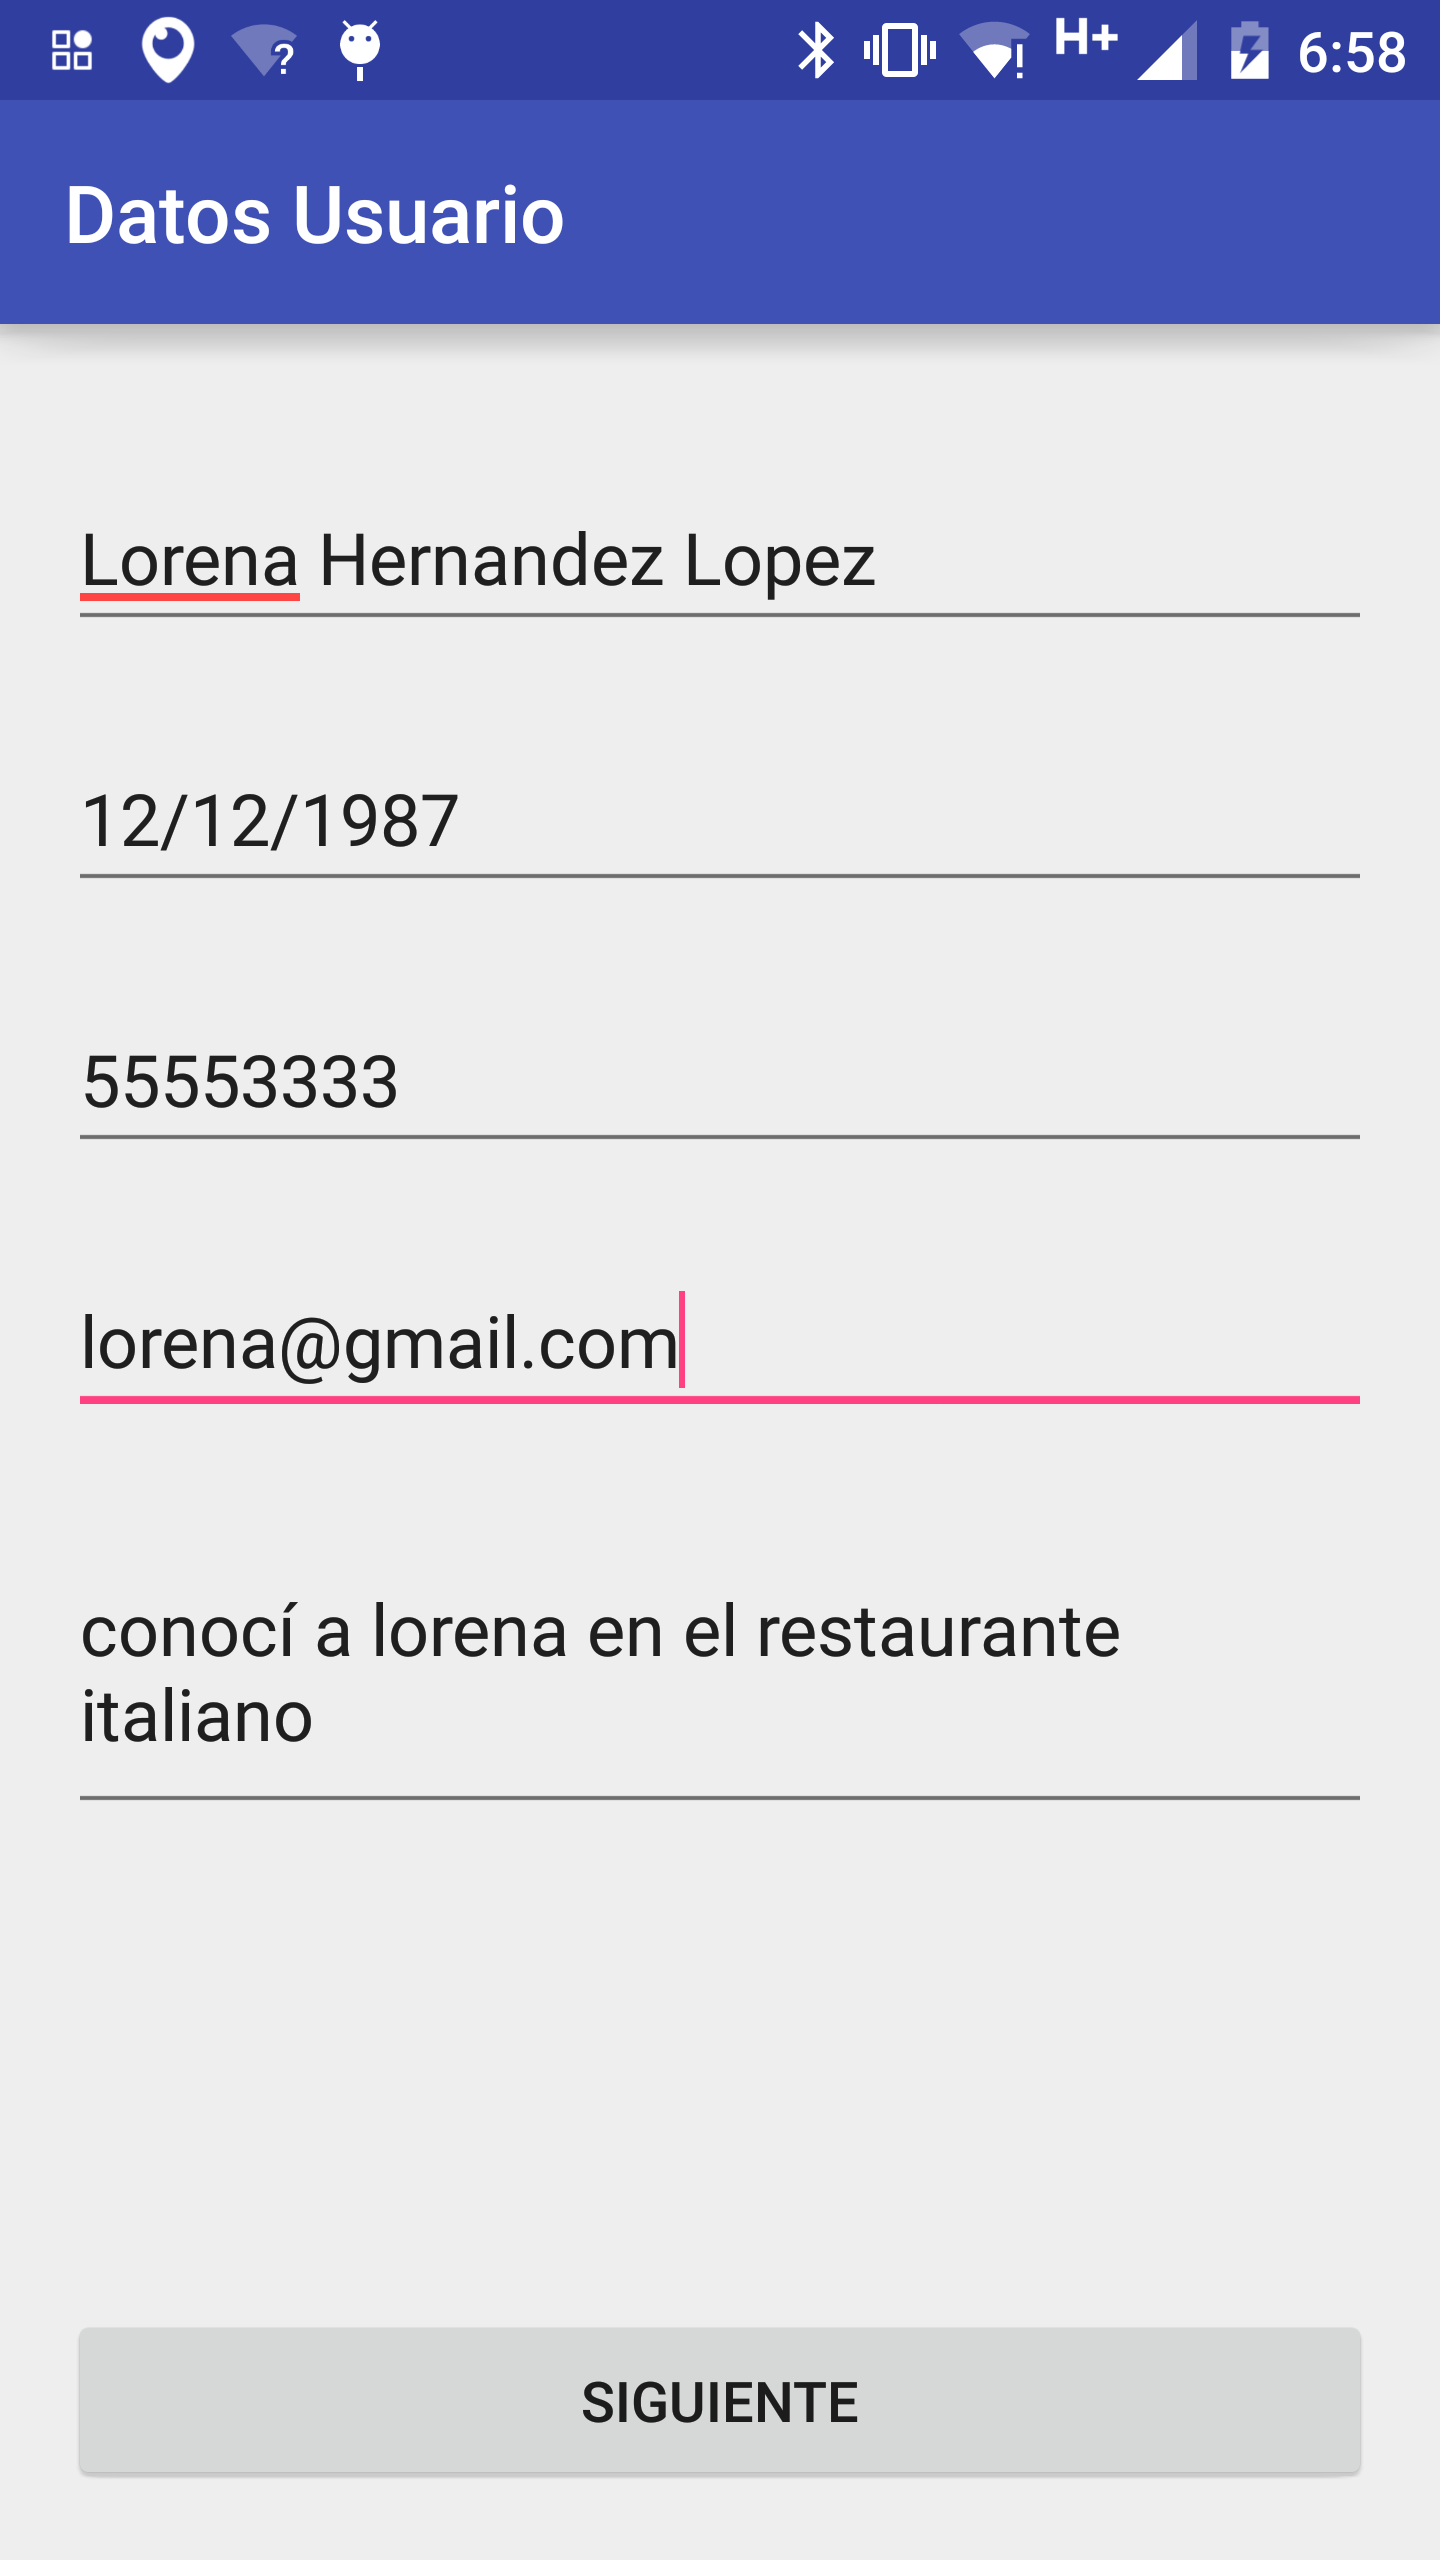 H+ 6:58
Datos Usuario
Lorena Hernandez Lopez
12/12/1987
55553333
lorena@gmail.com
conocí a lorena en el restaurante
italiano
SIGUIENTE